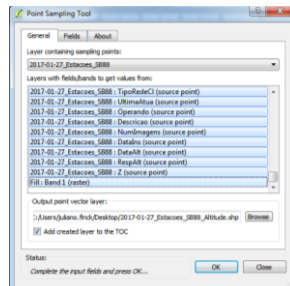 Point Sampling Tool
General Fields About
Layer containing sampling points:
2017-01-27_Estacoes_SB88
Layers with fields/bands to get values from:
2017-01-27_Estacoes_SB88 : TipoRedeCl (source point)
2017-01-27_Estacoes_SB88 : UltimaAtua (source point)
2017-01-27_Estacoes_SB88 : Operando (source point)
2017-01-27_Estacoes_SB88 : Descricao (source point)
2017-01-27_Estacoes_SB88 : NumImagens (source point)
2017-01-27_Estacoes_SB88 : DataIns (source point)
2017-01-27_Estacoes_SB88 : DataAlt (source point)
2017-01-27_Estacoes_SB88 : RespAlt (source point)
2017-01-27_Estacoes_SB88 : Z (source point)
Fill : Band 1 (raster)
Output point vector layer:
:/Users/juliano.finck/Desktop/2017-01-27_Estacoes_SB88_Altitude.shp Browse
Add created layer to the TOC
Status:
Complete the input fields and press OK...
OK Close